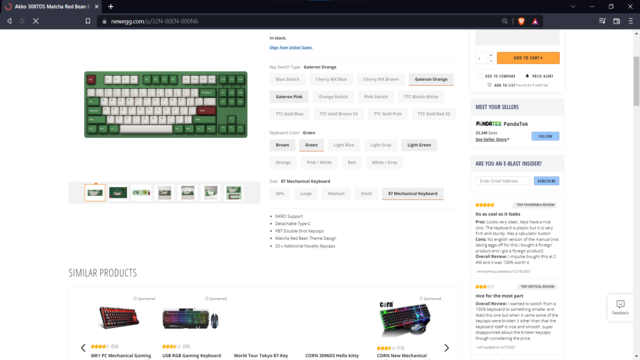 Akko 3087DS Matcha Red Bean
newegg.com/p/32N-00EN-000N6
In stock.
Ships from United States.
Key Switch Type: Gateron Orange
Blue Switch
Cherry MX Blue
Cherry MX Brown
Gateron Orange
Gateron Pink
Orange Switch
Pink Switch
TTC Bluish White
TTC Gold Blue
TTC Gold Brown V3
TTC Gold Pink
TTC Gold Red V3
Keyboard Color: Green
Brown
Green
Light Blue
Light Gray
Light Green
Orange
Pink / White
Red
White / Grey
Size: 87 Mechanical Keyboard
60%
Large
Medium
Small
87 Mechanical Keyboard
• NKRO Support
• Detachable Type-C
• PBT Double Shot Keycaps
• Matcha Red Bean Theme Design
• 20 x Additional Novelty Keycaps
1
ADD TO CART
ADD TO COMPARE
PRICE ALERT
ADD TO LIST
MEET YOUR SELLERS
PANDATEK PandaTek
See Seller Store
FOLLOW
ARE YOU AN E-BLAST INSIDER?
Enter Email Address
SUBSCRIBE
TOP FAVORABLE REVIEW
Its as cool as it looks
Pros: Looks very clean, keys have a nice
click. The keyboard is plastic but it is very
firm and sturdy. Has a calculator button!
Cons: No english version of the manual (not
taking eggs off for this cuz i bought a foreign
product and i got a foreign product)
Overall Review: I impulse bought this at 2
AM and it was 100% worth it
TOP CRITICAL REVIEW
nice for the most part
Overall Review: I wanted to switch from a
100% keyboard to something smaller and
liked this one but when it came some of the
keycaps were broken :( other than that the
keyboard itself is nice and smooth; super
disappointed about the broken keycaps
though considering the price.
Feedback
SIMILAR PRODUCTS
Sponsored
Sponsored
Sponsored
CORN
MK1 PC Mechanical Gaming
USB RGB Gaming Keyboard
World Tour Tokyo 87-Key
CORN 3096DS Hello kitty
CORN New Mechanical